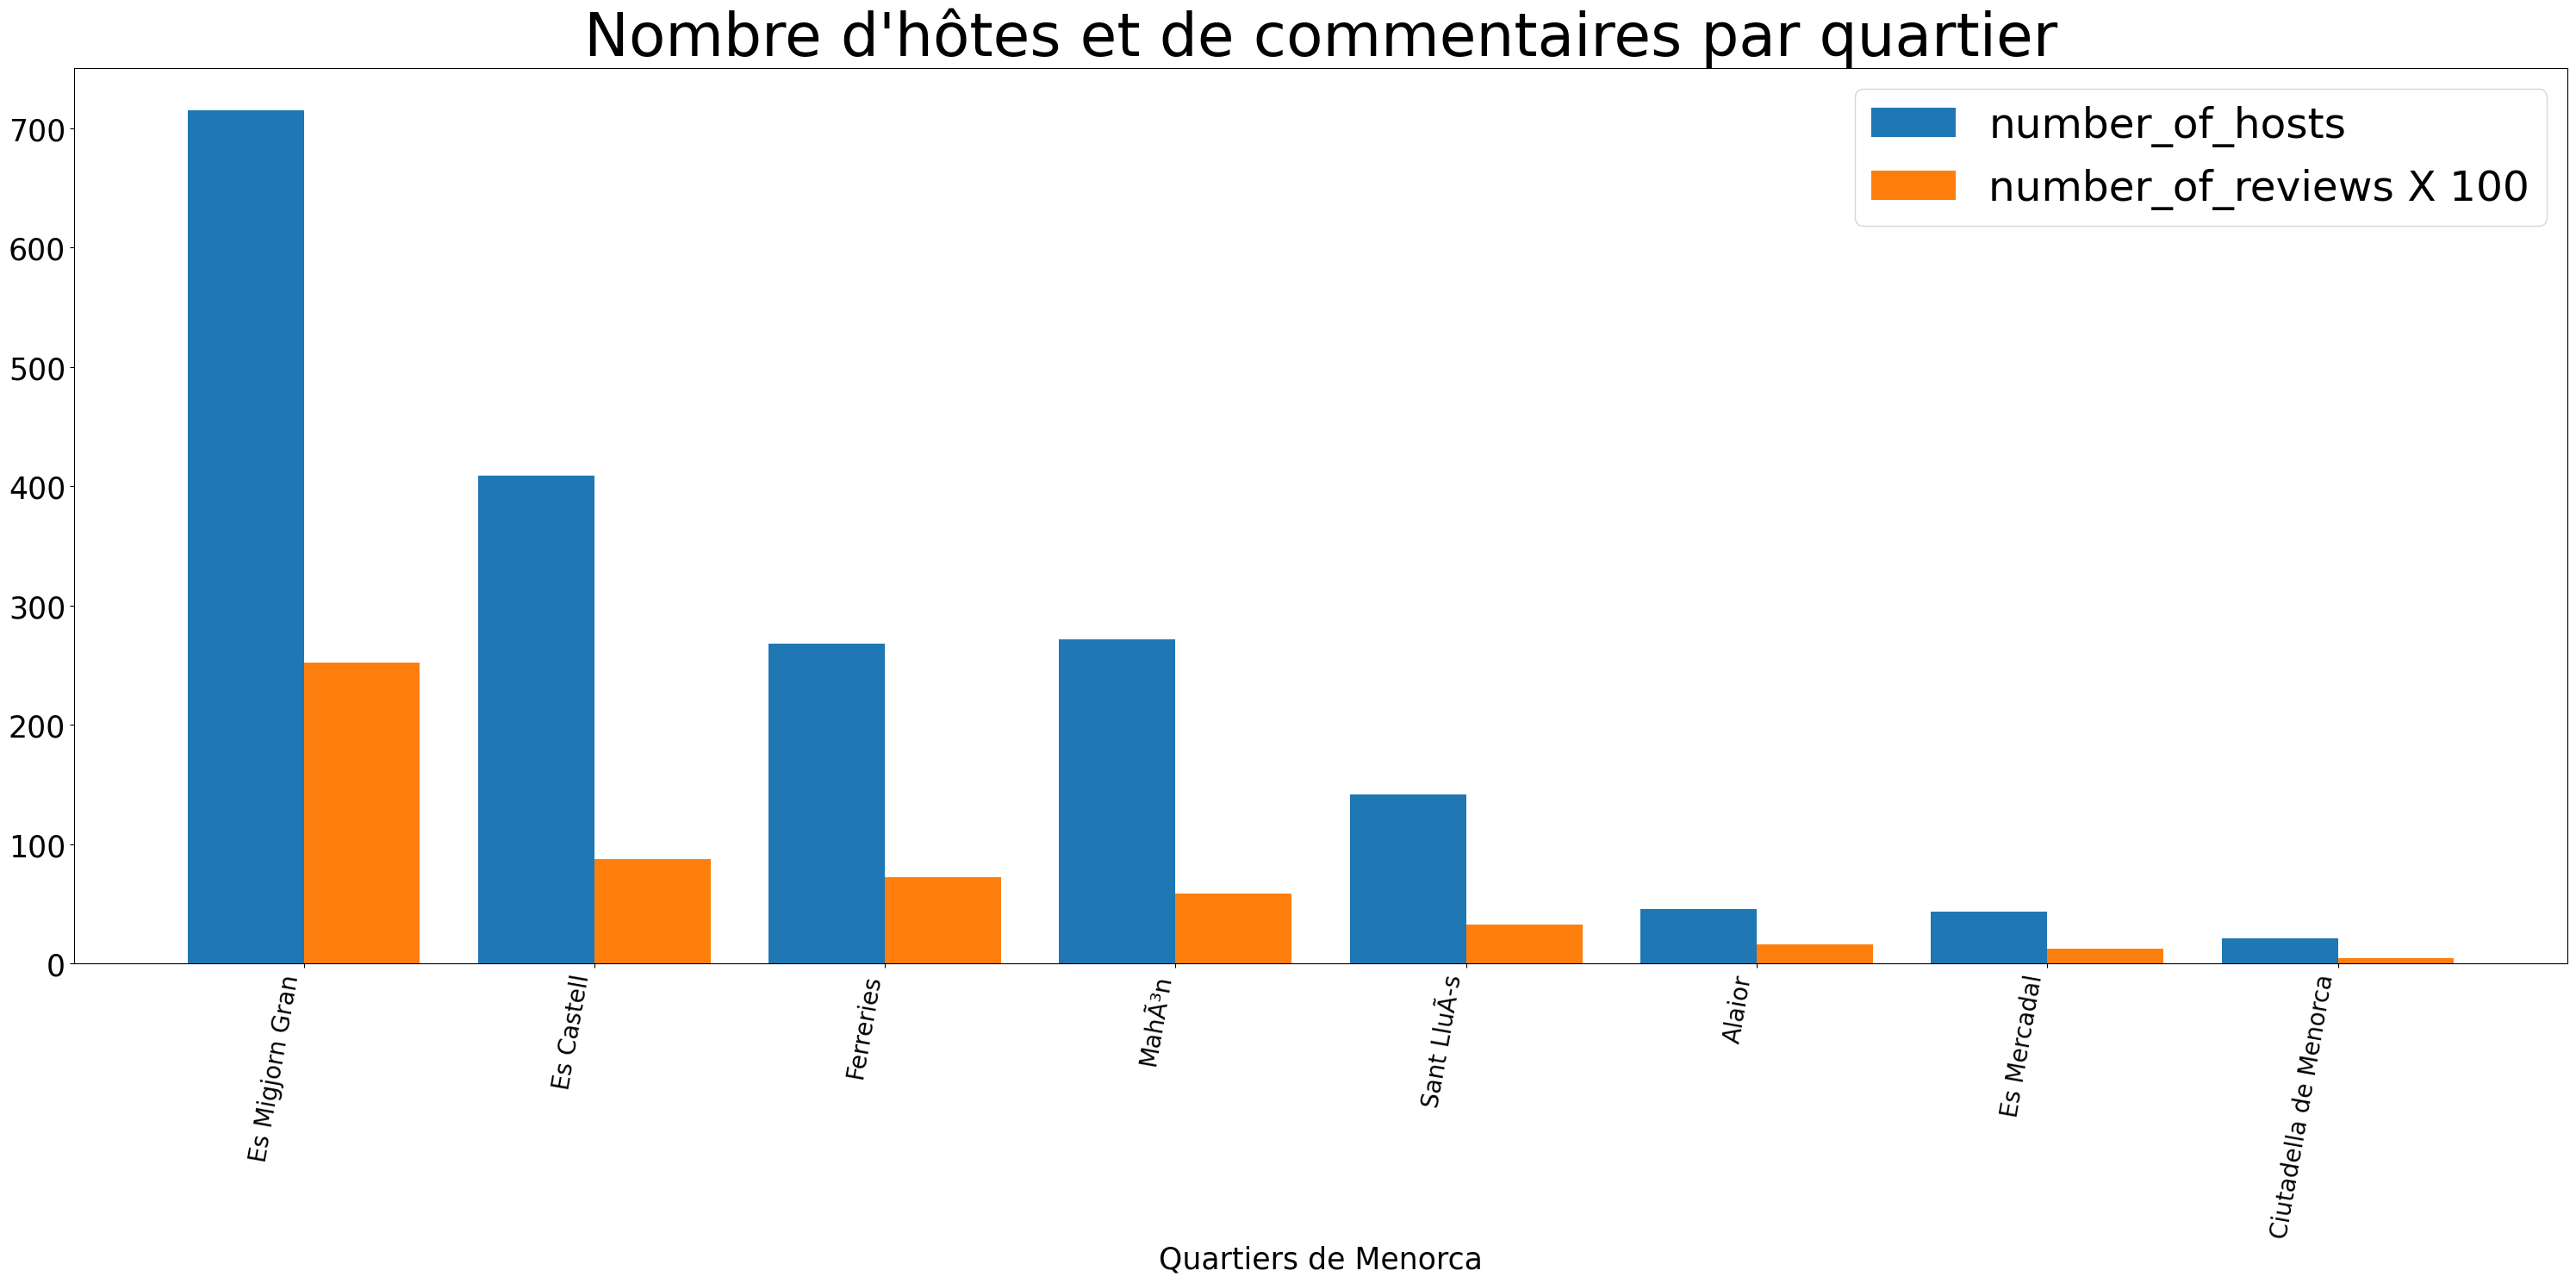 Nombre d'hôtes et de commentaires par quartier
number_of_hosts
number_of_reviews X 100
700
600
500
400
300
200
100
0
Es Migjorn Gran
Es Castell
Ferreries
MahÃ³n
Sant LluÃ-s
Alaior
Es Mercadal
Ciutadella de Menorca
Quartiers de Menorca